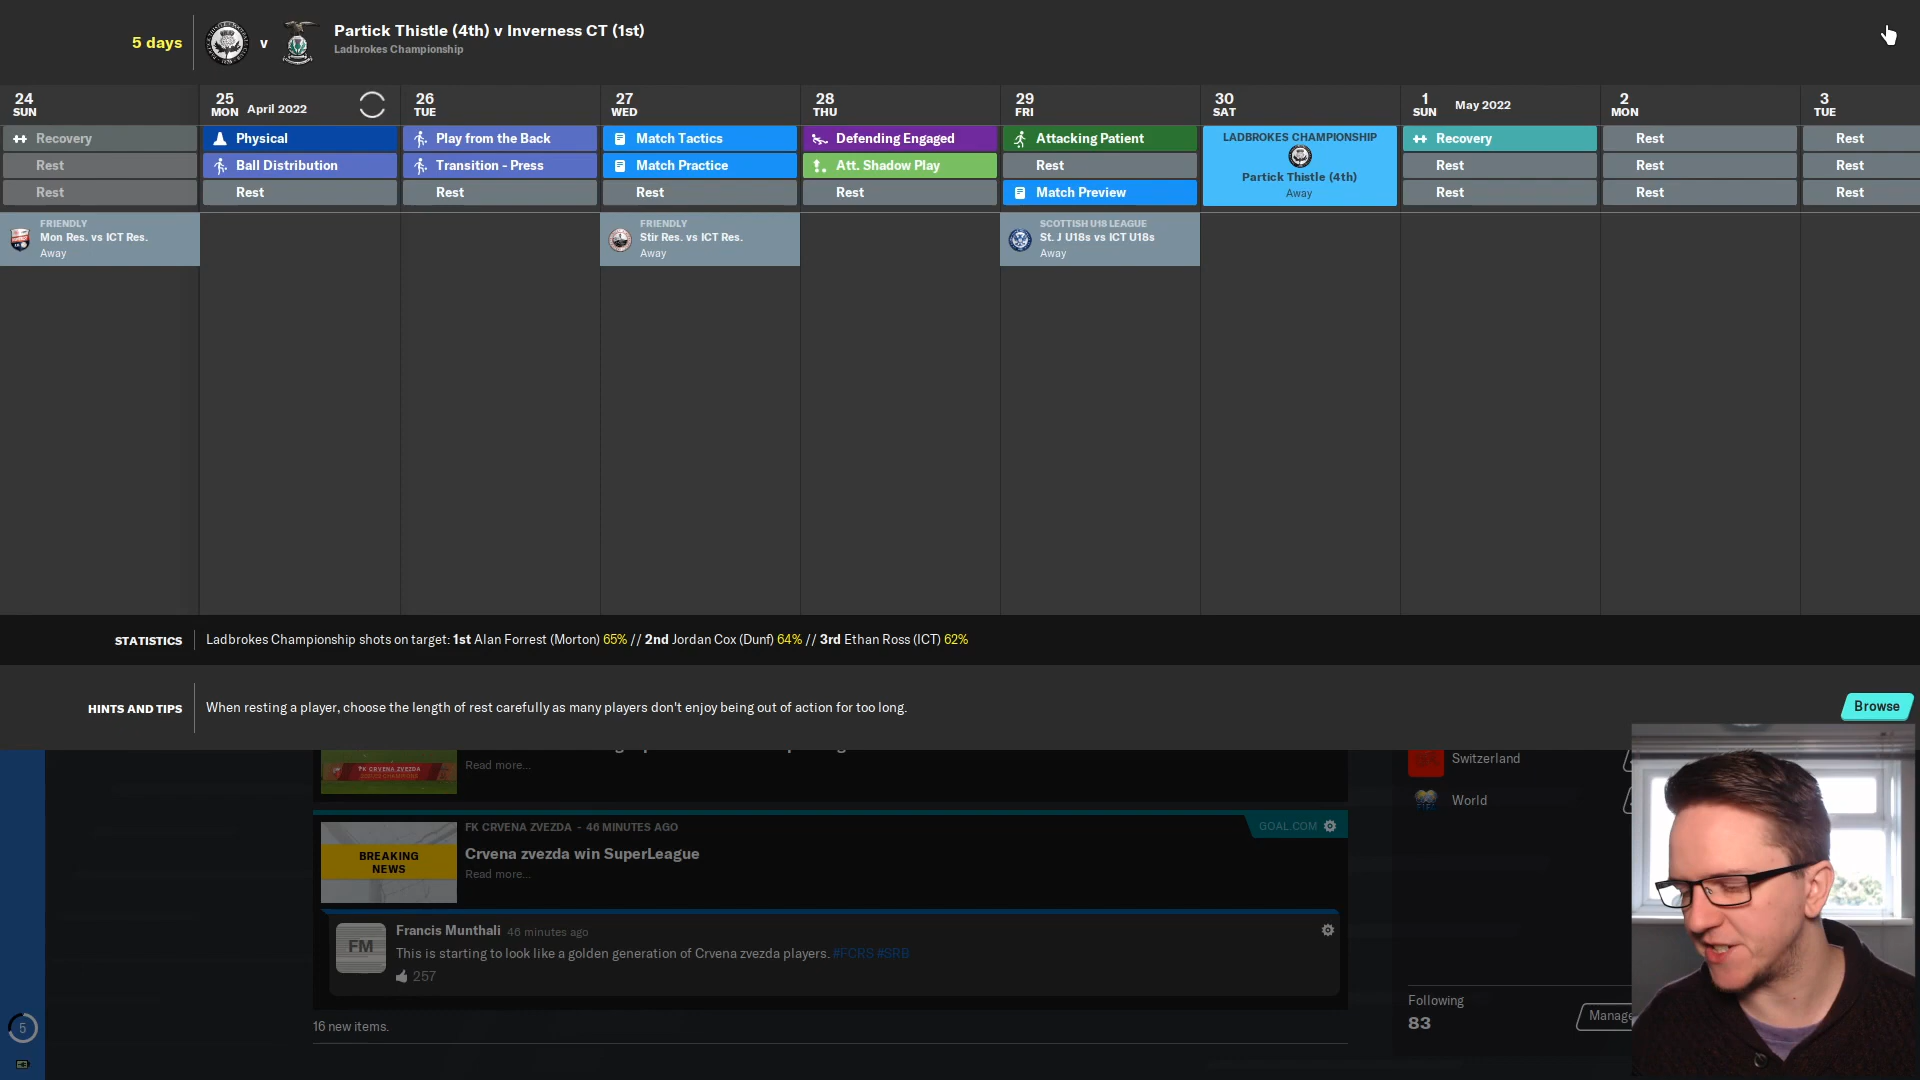 5 days
v
Partick Thistle (4th) v Inverness CT (1st)
Ladbrokes Championship
24
SUN
25
MON April 2022
26
TUE
27
WED
28
THU
29
FRI
30
SAT
1
SUN May 2022
2
MON
3
TUE
Recovery
Rest
Rest
Physical
Ball Distribution
Rest
Play from the Back
Transition - Press
Rest
Match Tactics
Match Practice
Rest
Defending Engaged
Att. Shadow Play
Rest
Attacking Patient
Rest
Match Preview
LADBROKES CHAMPIONSHIP
Partick Thistle (4th)
Away
Recovery
Rest
Rest
Rest
Rest
Rest
Rest
Rest
Rest
FRIENDLY
Mon Res. vs ICT Res.
Away
FRIENDLY
Stir Res. vs ICT Res.
Away
SCOTTISH U18 LEAGUE
St. J U18s vs ICT U18s
Away
STATISTICS
Ladbrokes Championship shots on target: 1st Alan Forrest (Morton) 65% // 2nd Jordan Cox (Dunf) 64% // 3rd Ethan Ross (ICT) 62%
HINTS AND TIPS
When resting a player, choose the length of rest carefully as many players don't enjoy being out of action for too long.
Browse
FK CRVENA ZVEZDA
Read more...
Switzerland
World
FK CRVENA ZVEZDA - 46 MINUTES AGO
GOAL.COM
BREAKING
NEWS
Crvena zvezda win SuperLeague
Read more...
FM
Francis Munthali 46 minutes ago
This is starting to look like a golden generation of Crvena zvezda players. #FCRS #SRB
257
16 new items.
Following
83
Manage
5